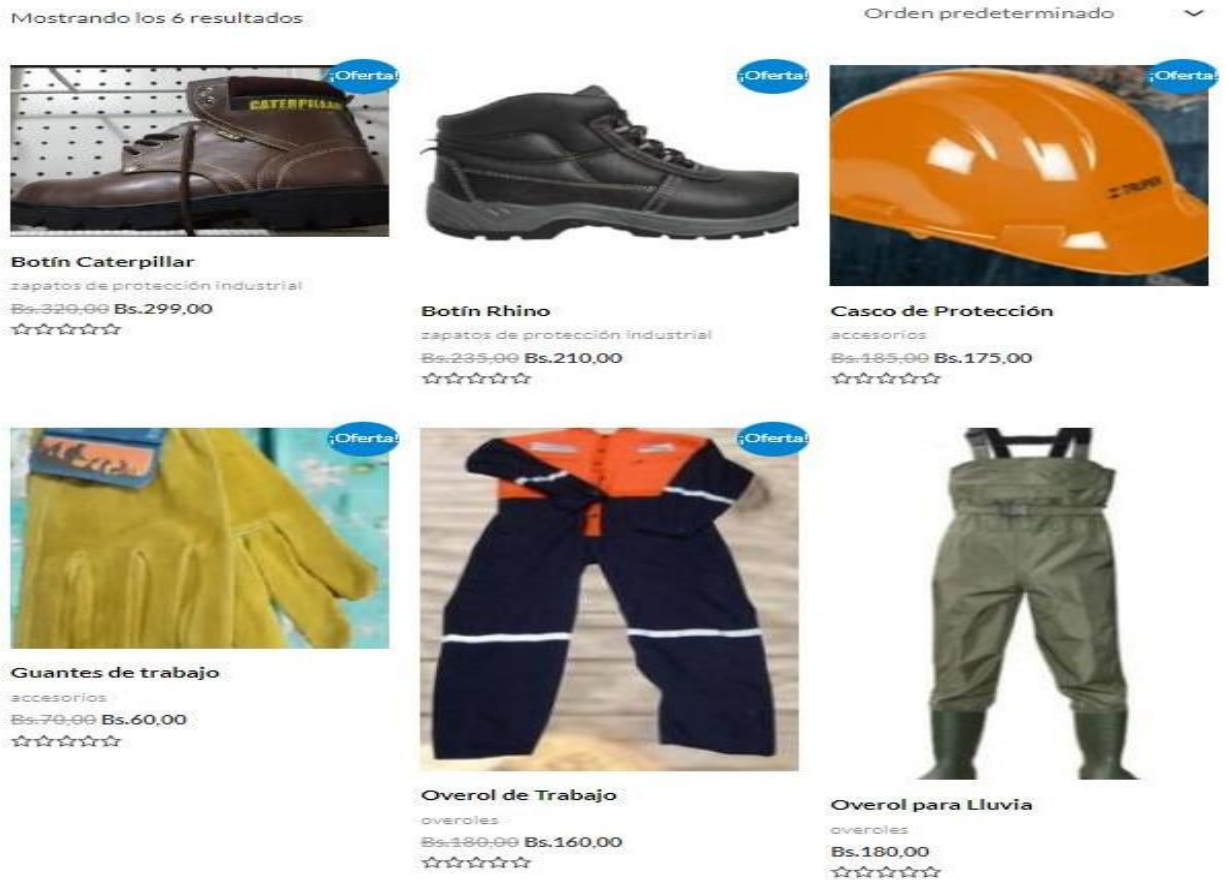 Mostrando los 6 resultados
Orden predeterminado
¡Oferta!
CATERPILLAR
Botín Caterpillar
zapatos de protección industrial
Bs.320,00 Bs.299,00
¡Oferta!
Botín Rhino
zapatos de protección industrial
Bs.235,00 Bs.210,00
¡Oferta!
TRUPER
Casco de Protección
accesorios
Bs.185,00 Bs.175,00
¡Oferta!
Guantes de trabajo
accesorios
Bs.70,00 Bs.60,00
¡Oferta!
Overol de Trabajo
overoles
Bs.180,00 Bs.160,00
Overol para Lluvia
overoles
Bs.180,00